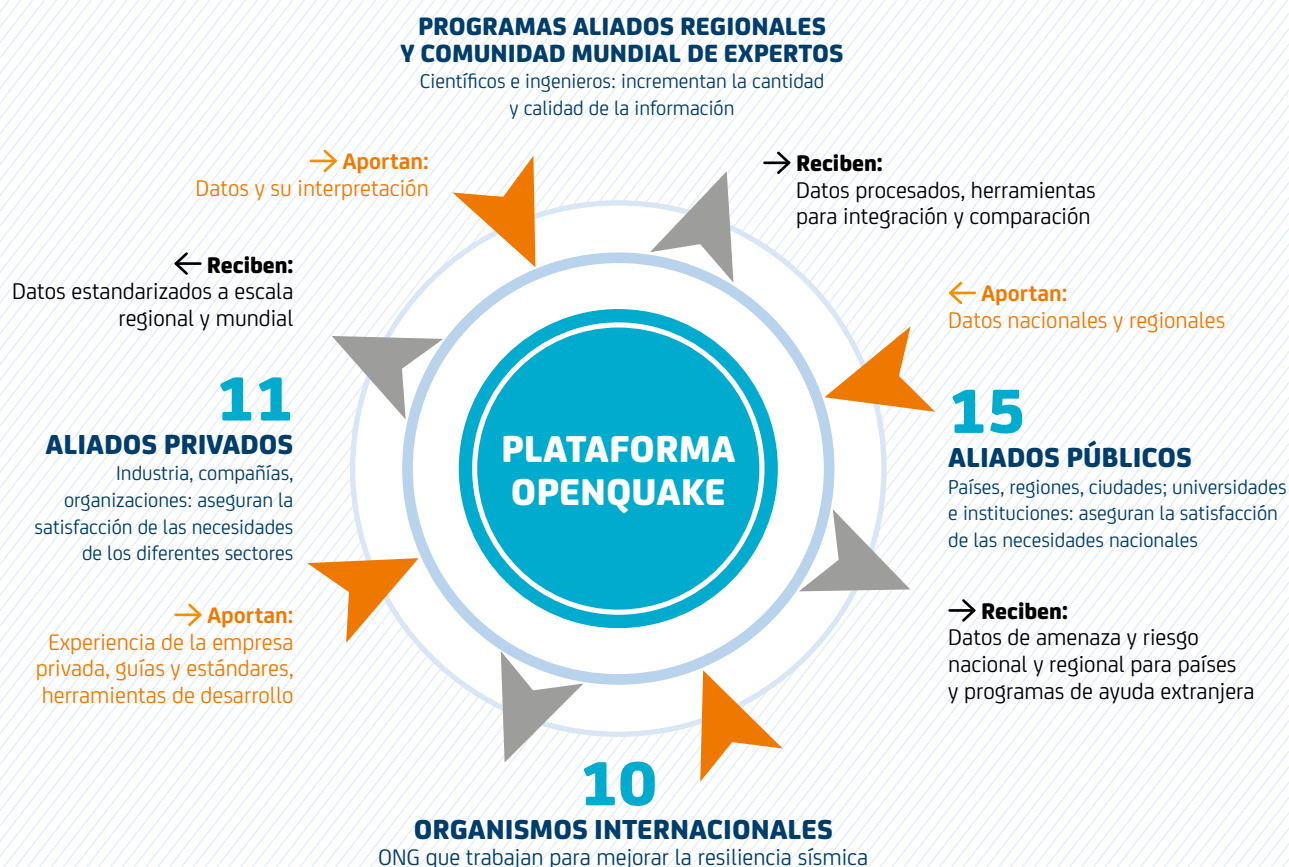 PROGRAMAS ALIADOS REGIONALES
Y COMUNIDAD MUNDIAL DE EXPERTOS
Científicos e ingenieros: incrementan la cantidad
y calidad de la información
→ Aportan:
Datos y su interpretación
→ Reciben:
Datos procesados, herramientas
para integración y comparación
← Reciben:
Datos estandarizados a escala
regional y mundial
← Aportan:
Datos nacionales y regionales
11
ALIADOS PRIVADOS
Industria, compañías,
organizaciones: aseguran la
satisfacción de las necesidades
de los diferentes sectores
PLATAFORMA
OPENQUAKE
15
ALIADOS PÚBLICOS
Países, regiones, ciudades; universidades
e instituciones: aseguran la satisfacción
de las necesidades nacionales
→ Aportan:
Experiencia de la empresa
privada, guías y estándares,
herramientas de desarrollo
→ Reciben:
Datos de amenaza y riesgo
nacional y regional para países
y programas de ayuda extranjera
10
ORGANISMOS INTERNACIONALES
ONG que trabajan para mejorar la resiliencia sísmica